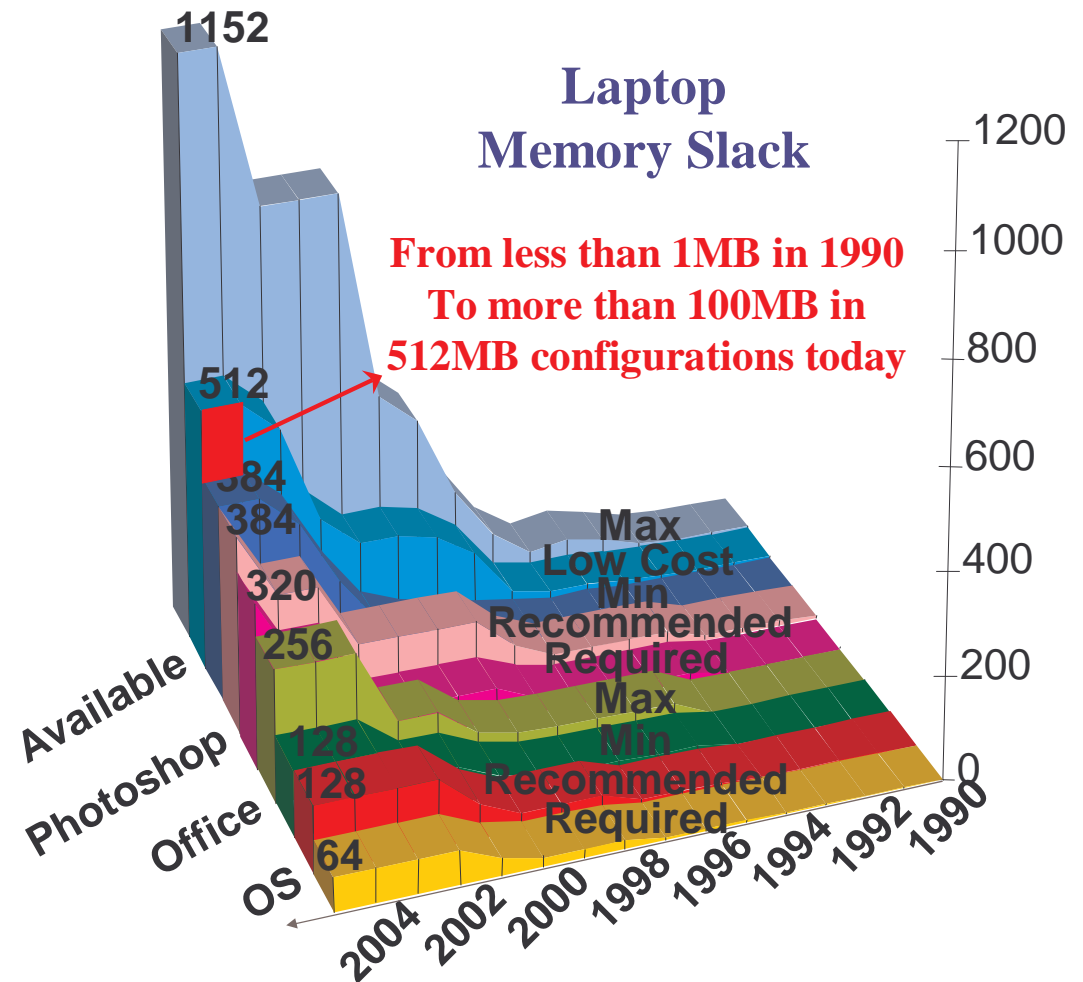 1152
Laptop
Memory Slack
1200
From less than 1MB in 1990
To more than 100MB in
512MB configurations today
1000
800
512
600
384
400
320
256
200
128
128
64
0
Max
Low Cost
Min
Recommended
Required
Max
Min
Recommended
Required
Available
Photoshop
Office
OS
2004
2002
2000
1998
1996
1994
1992
1990